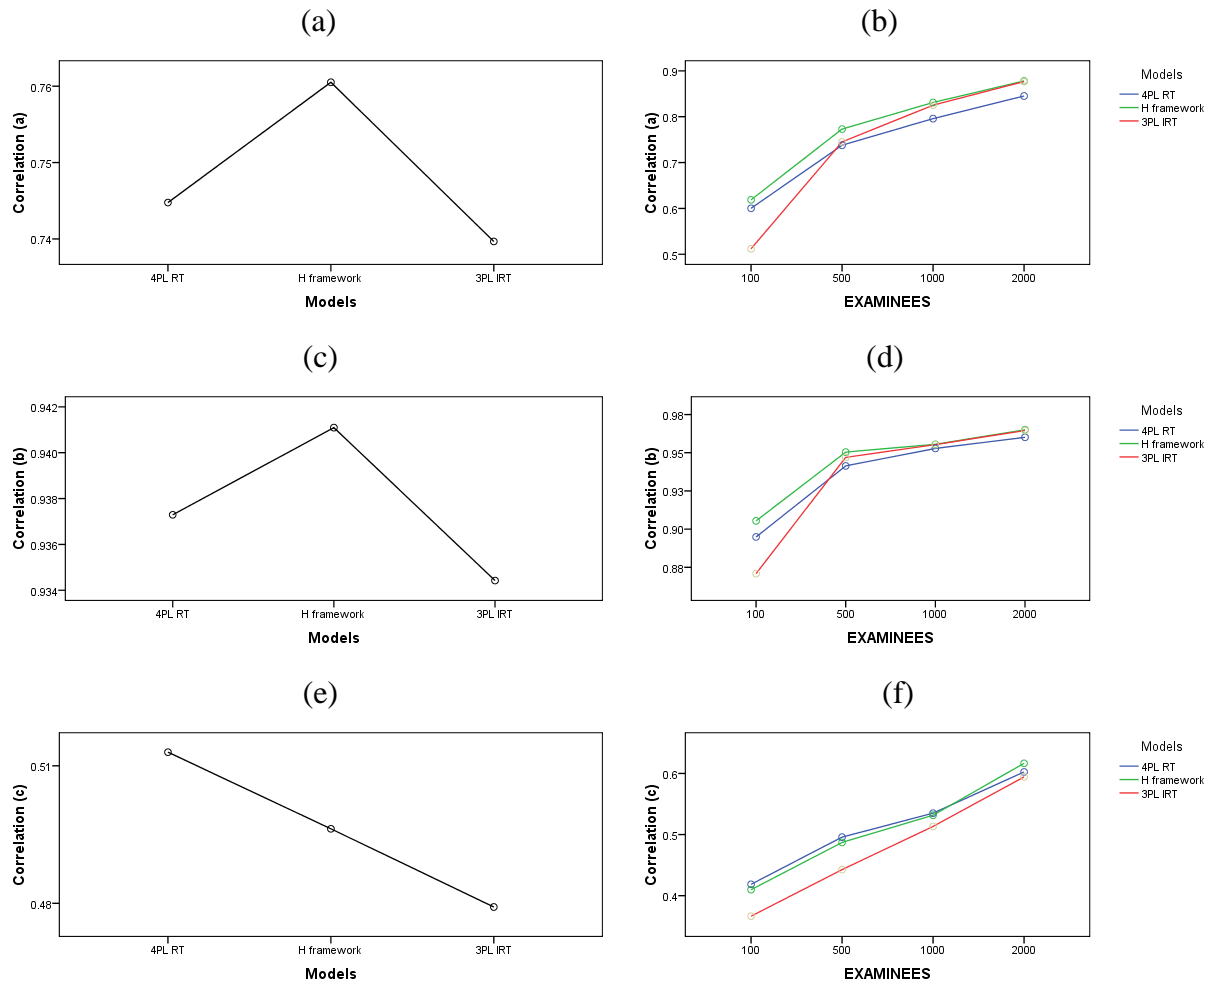 (a)
Correlation (a)
0.76
0.75
0.74
4PL RT
H framework
3PL IRT
Models
(b)
Correlation (a)
0.9
0.8
0.7
0.6
0.5
100
500
1000
2000
EXAMINEES
Models
4PL RT
H framework
3PL IRT
(c)
Correlation (b)
0.942
0.940
0.938
0.936
0.934
4PL RT
H framework
3PL IRT
Models
(d)
Correlation (b)
0.98
0.95
0.93
0.90
0.88
100
500
1000
2000
EXAMINEES
Models
4PL RT
H framework
3PL IRT
(e)
Correlation (c)
0.51
0.48
4PL RT
H framework
3PL IRT
Models
(f)
Correlation (c)
0.6
0.5
0.4
100
500
1000
2000
EXAMINEES
Models
4PL RT
H framework
3PL IRT